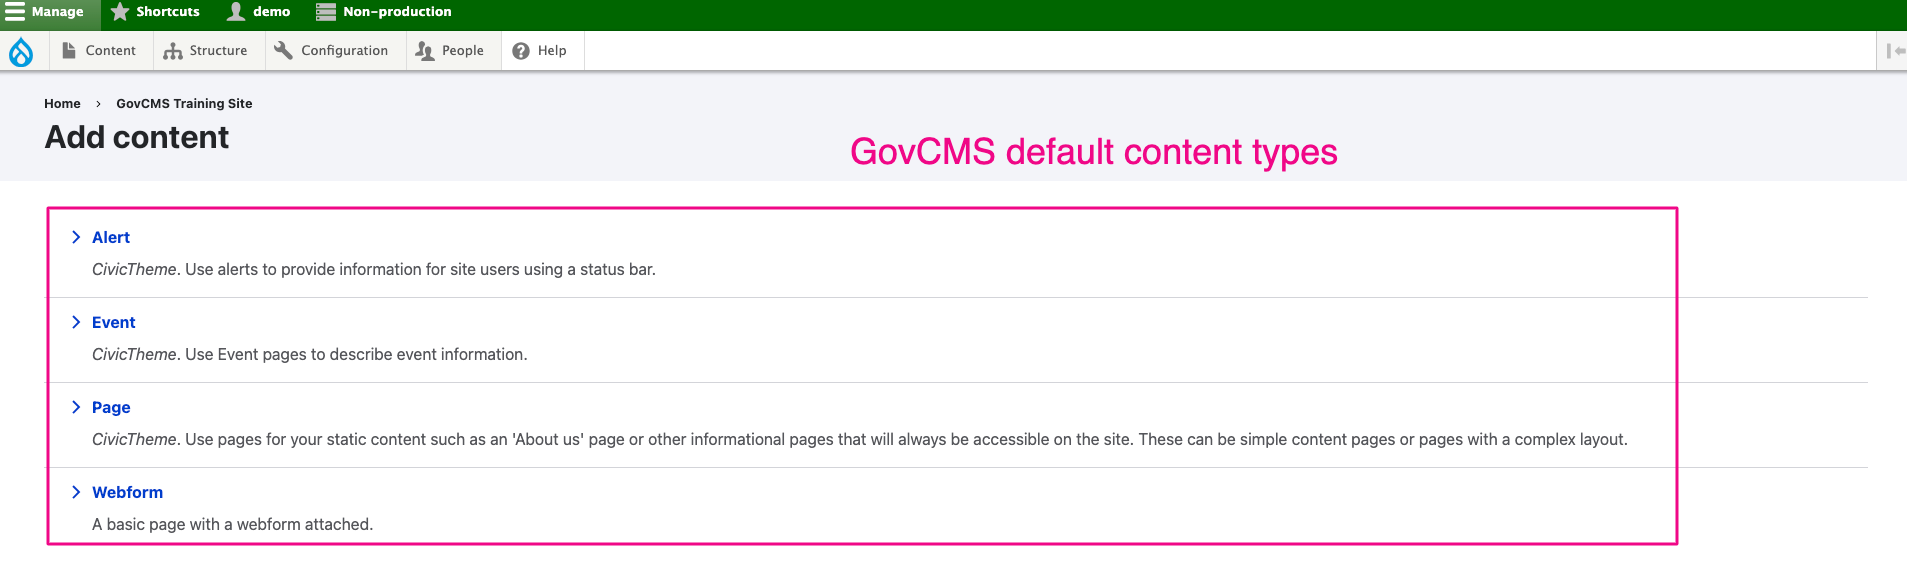 Manage Shortcuts demo Non-production
Content Structure Configuration People Help
Home › GovCMS Training Site
Add content
GovCMS default content types
Alert
CivicTheme. Use alerts to provide information for site users using a status bar.
Event
CivicTheme. Use Event pages to describe event information.
Page
CivicTheme. Use pages for your static content such as an 'About us' page or other informational pages that will always be accessible on the site. These can be simple content pages or pages with a complex layout.
Webform
A basic page with a webform attached.